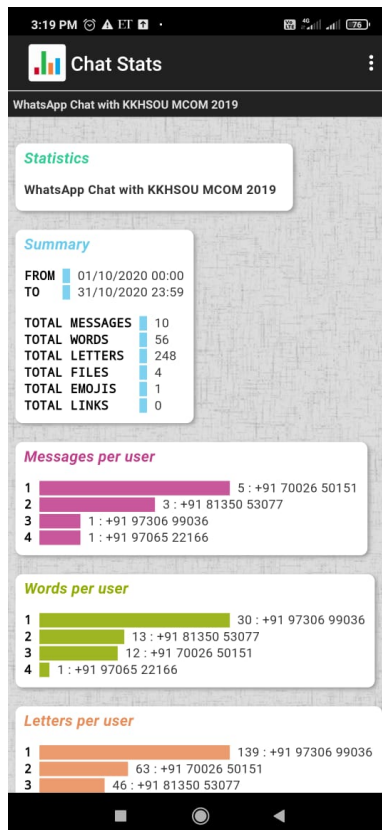 3:19 PM ET
4G 76
Chat Stats
WhatsApp Chat with KKHSOU MCOM 2019
Statistics
WhatsApp Chat with KKHSOU MCOM 2019
Summary
FROM 01/10/2020 00:00
TO 31/10/2020 23:59
TOTAL MESSAGES 10
TOTAL WORDS 56
TOTAL LETTERS 248
TOTAL FILES 4
TOTAL EMOJIS 1
TOTAL LINKS 0
Messages per user
1 5 : +91 70026 50151
2 3 : +91 81350 53077
3 1 : +91 97306 99036
4 1 : +91 97065 22166
Words per user
1 30 : +91 97306 99036
2 13 : +91 81350 53077
3 12 : +91 70026 50151
4 1 : +91 97065 22166
Letters per user
1 139 : +91 97306 99036
2 63 : +91 70026 50151
3 46 : +91 81350 53077